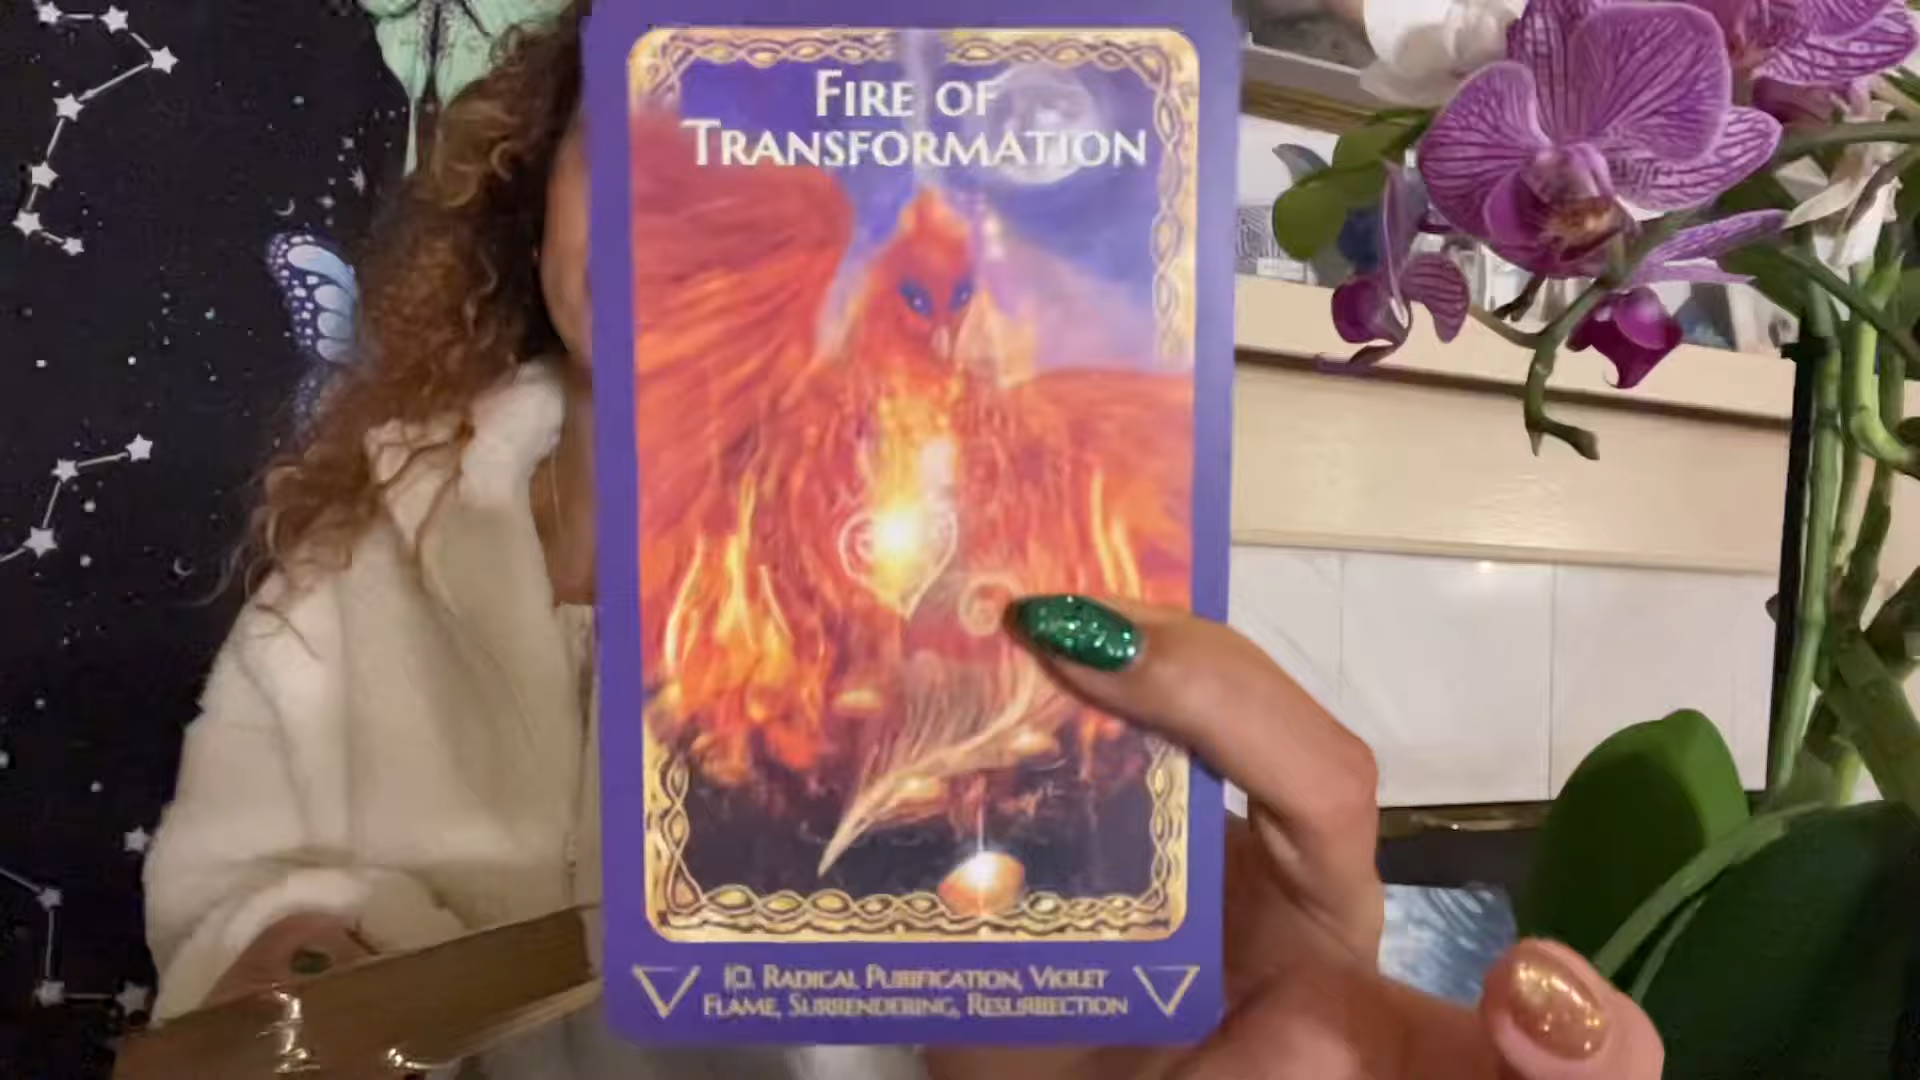 FIRE OF
TRANSFORMATION
10. RADICAL PURIFICATION, VIOLET
FLAME, SURRENDERING, RESURRECTION